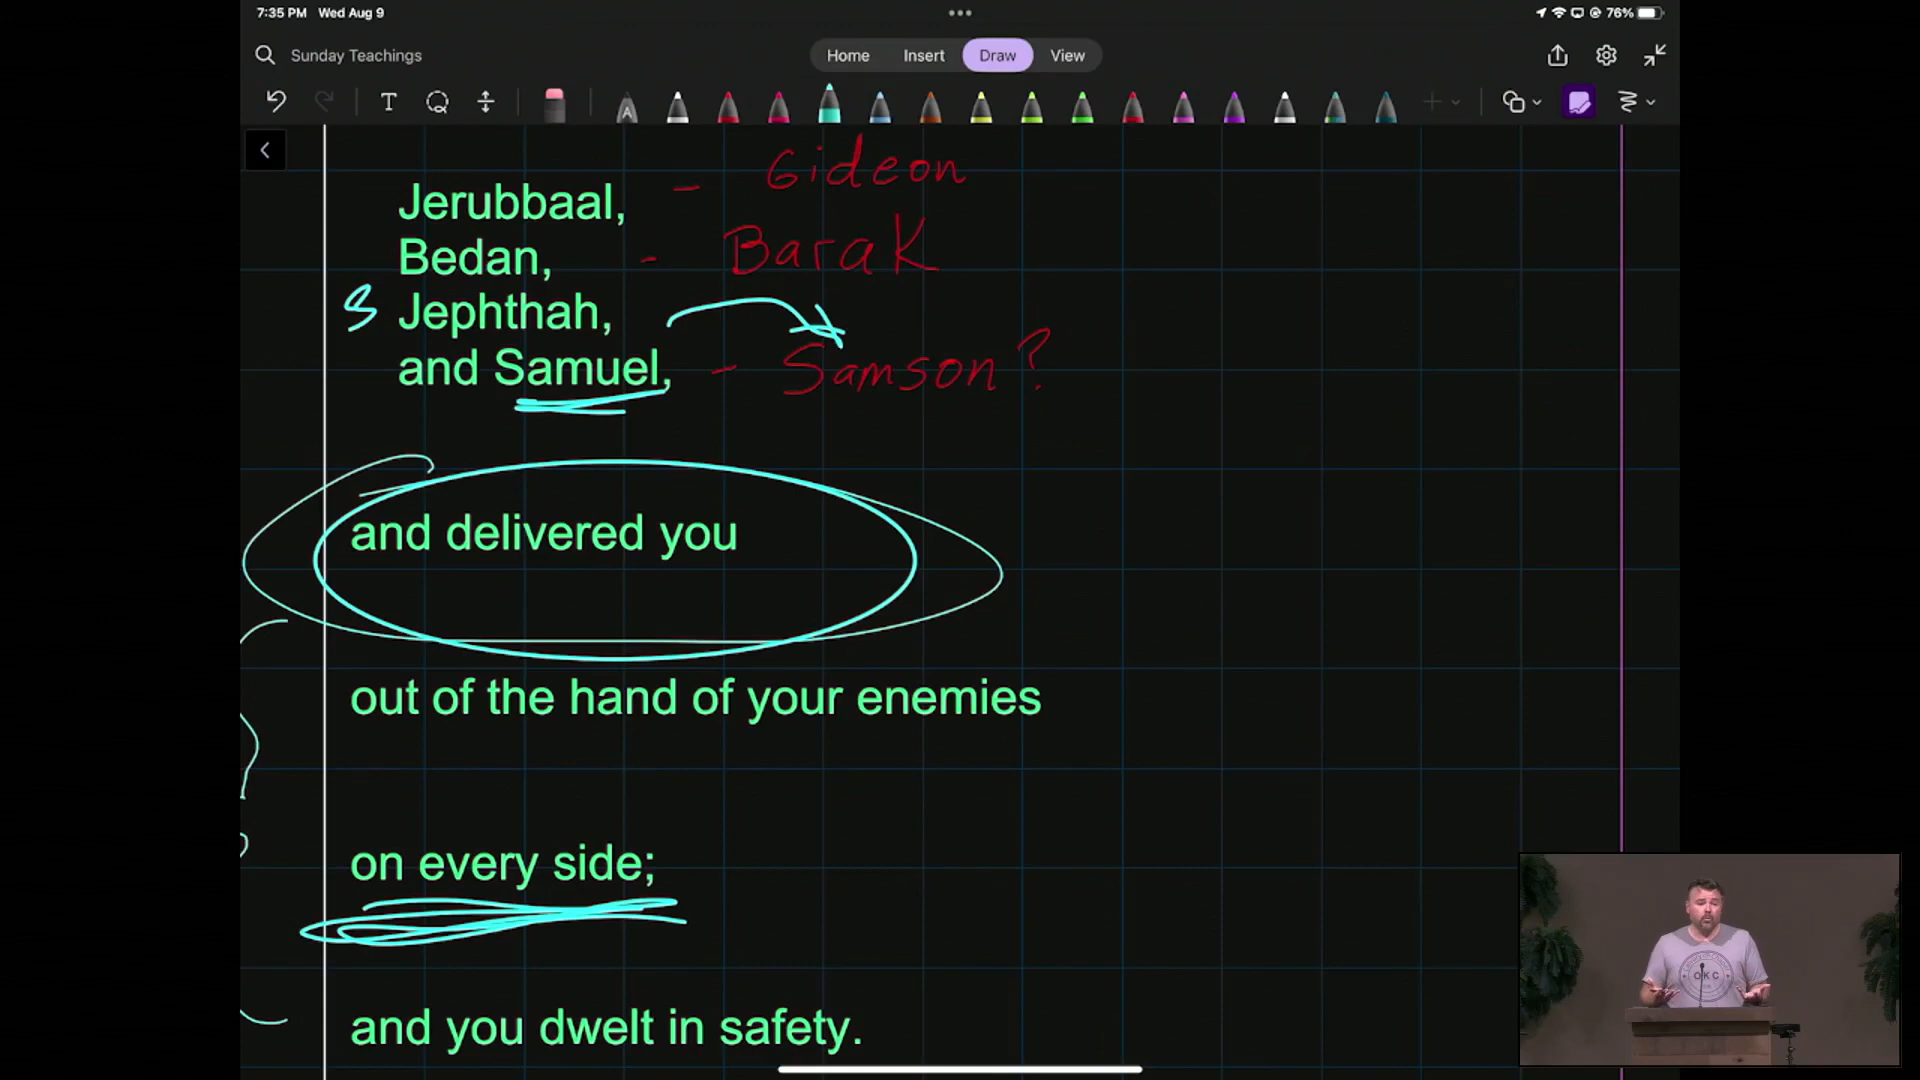 7:35 PM Wed Aug 9
76%
Sunday Teachings
Home Insert Draw View
T
A
Jerubbaal, - Gideon
Bedan, - Barak
Jephthah,
and Samuel, - Samson?
and delivered you
out of the hand of your enemies
on every side;
and you dwelt in safety.
OKC